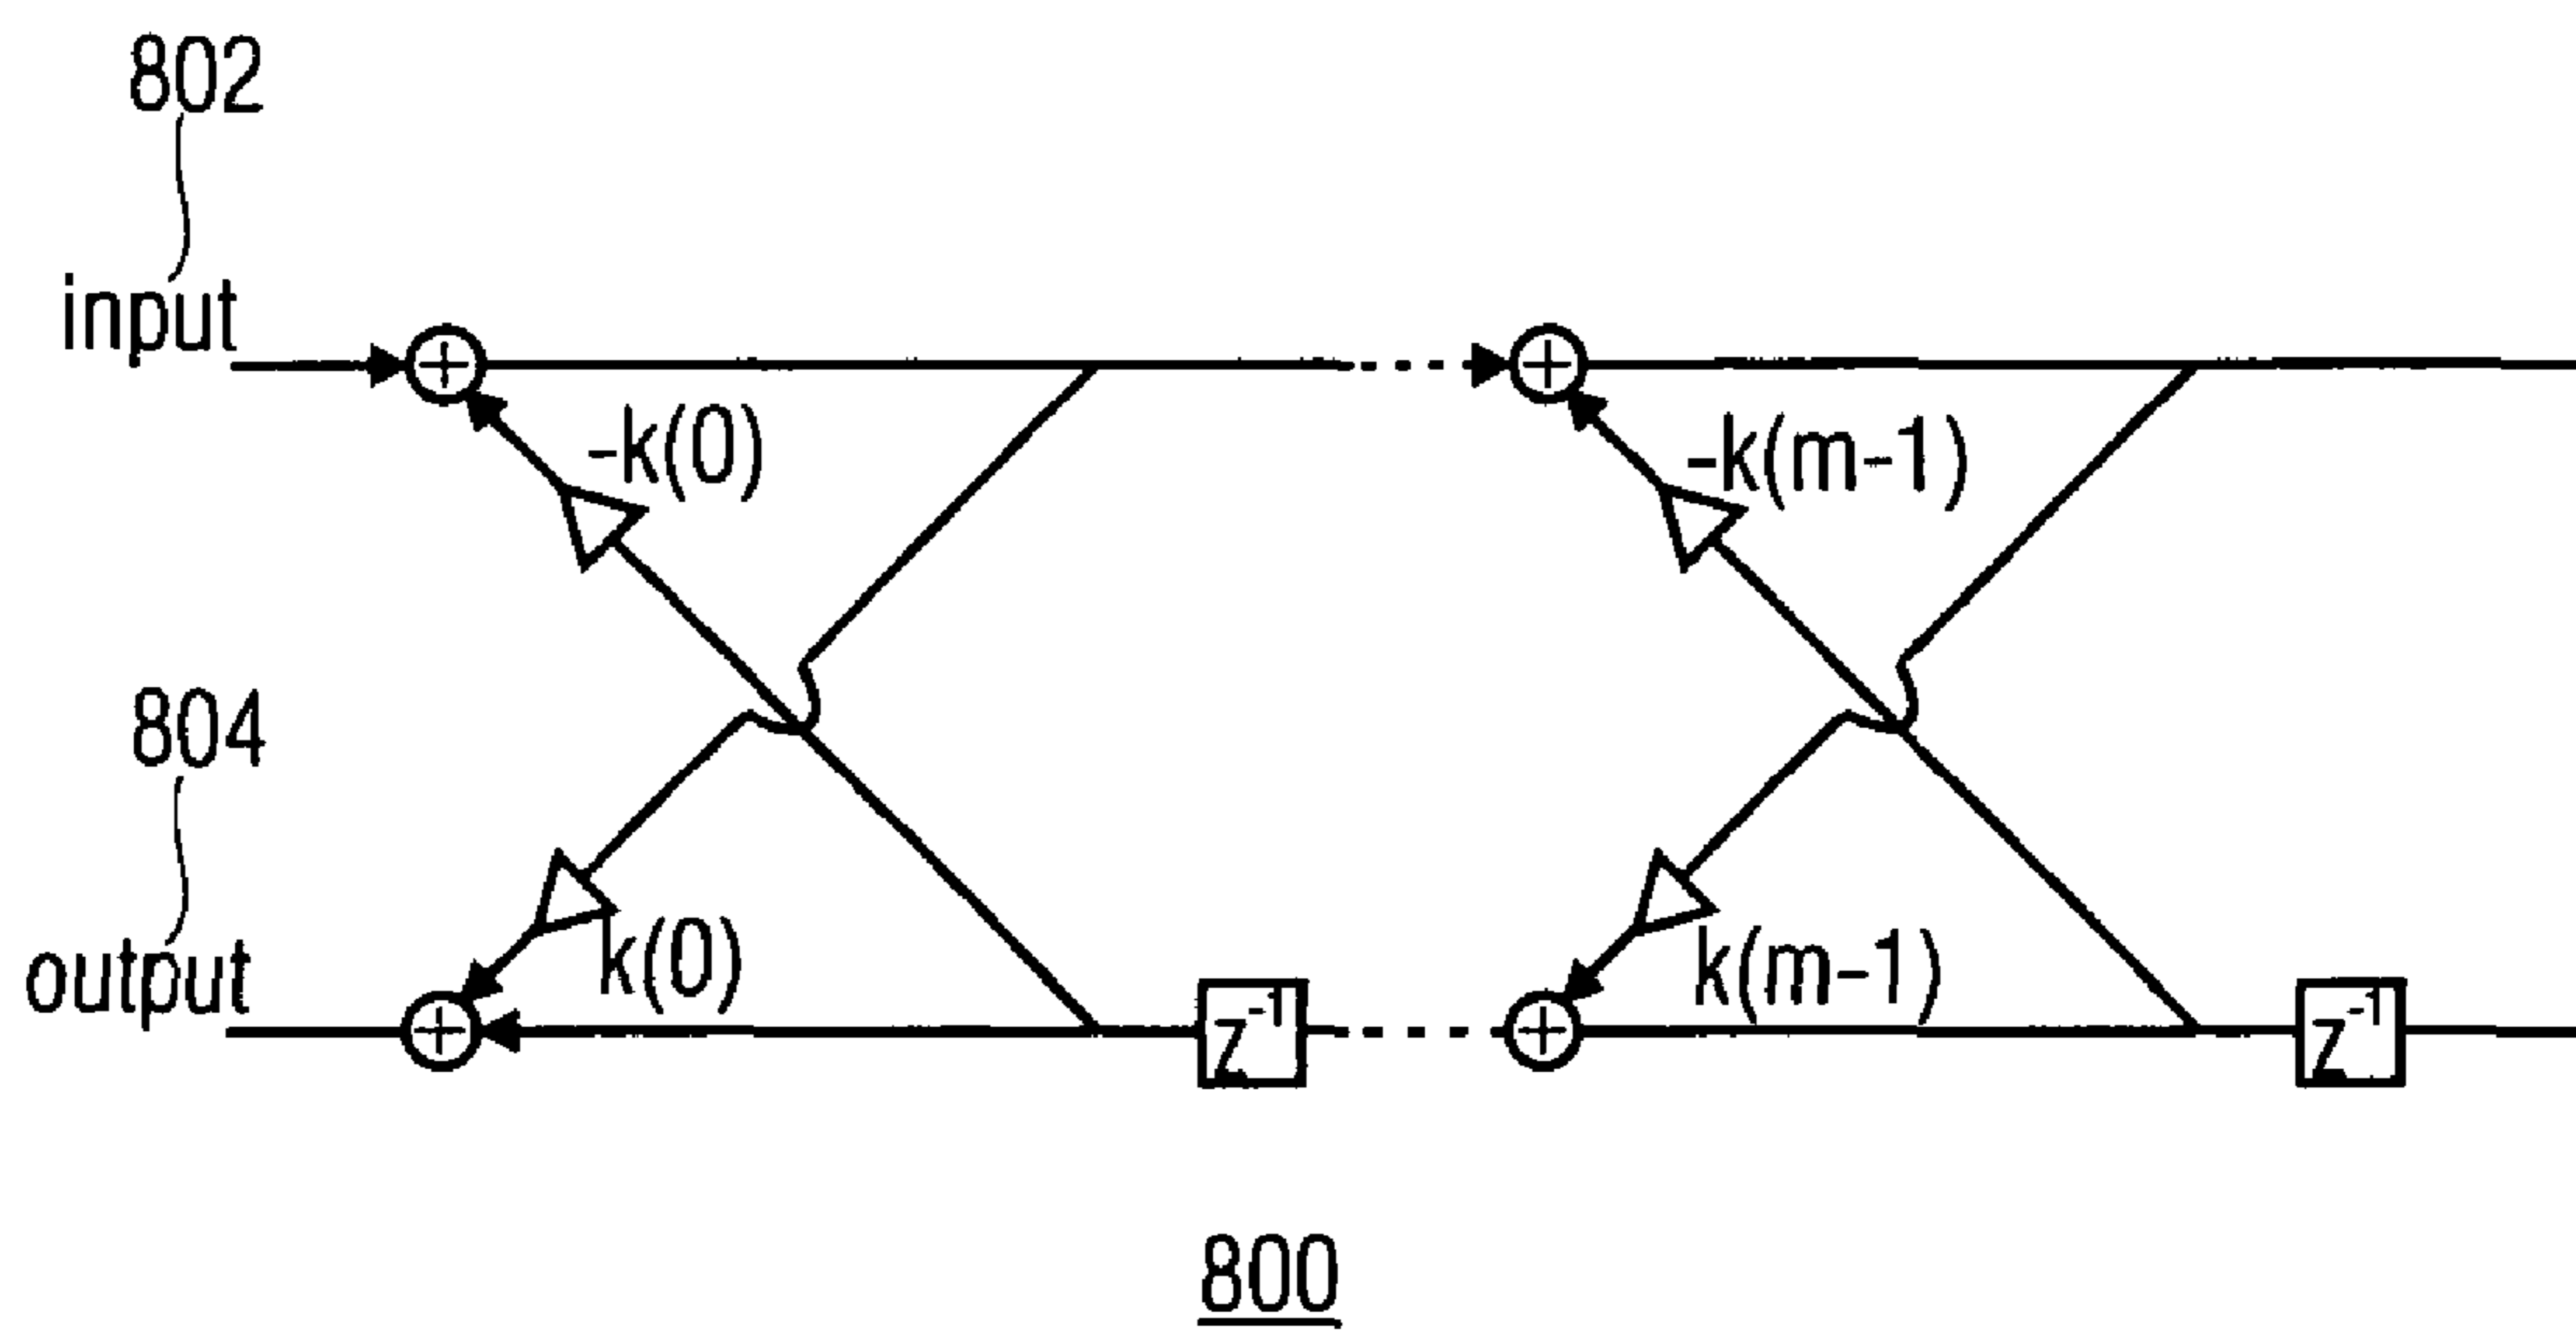 802
input
-k(0)
-k(m-1)
804
output
k(0)
k(m-1)
z⁻¹
z⁻¹
800